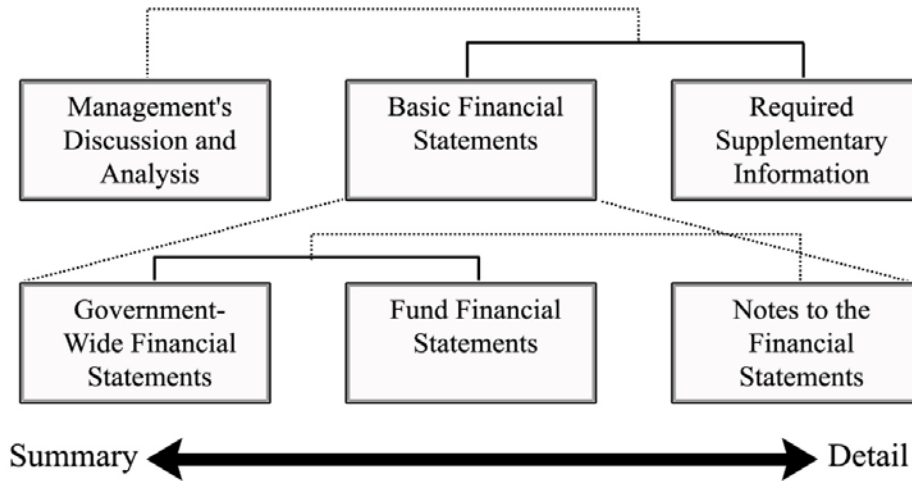 Management's
Discussion and
Analysis
Basic Financial
Statements
Required
Supplementary
Information
Government-
Wide Financial
Statements
Fund Financial
Statements
Notes to the
Financial
Statements
Summary
Detail